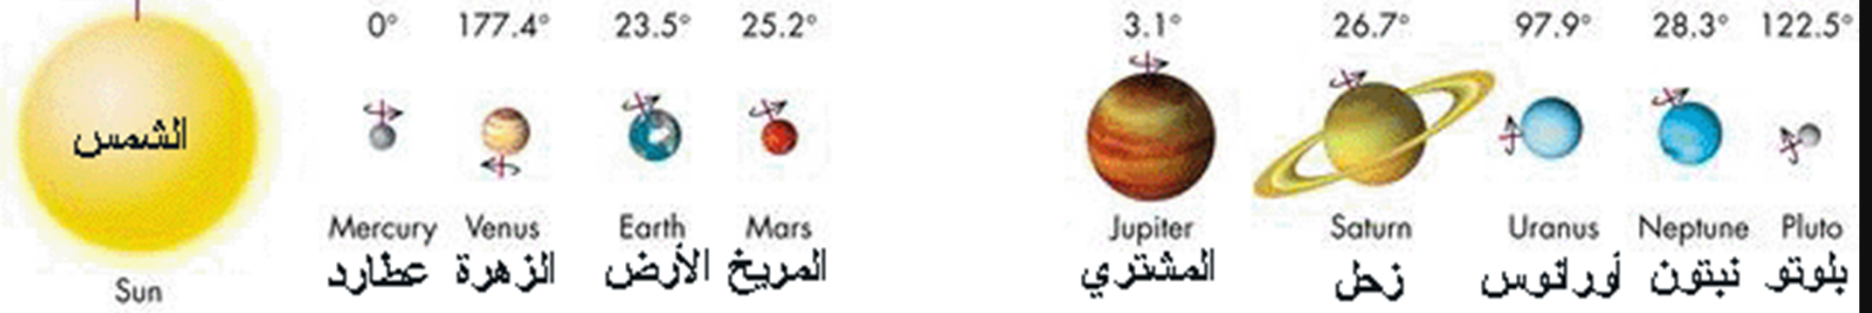 0° 177.4° 23.5° 25.2° 3.1° 26.7° 97.9° 28.3° 122.5°
الشمس
Mercury Venus Earth Mars Jupiter Saturn Uranus Neptune Pluto
عطارد الزهرة الأرض المريخ المشتري زحل أورانوس نبتون بلوتو
Sun